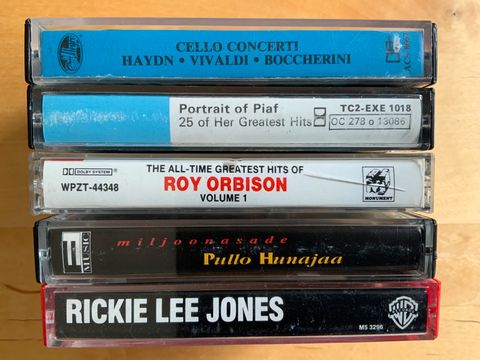 CELLO CONCERTI
HAYDN • VIVALDI • BOCCHERINI
Portrait of Piaf
25 of Her Greatest Hits
TC2-EXE 1018
OC 278 o 13086
DOLBY SYSTEM
WPZT-44348
THE ALL-TIME GREATEST HITS OF
ROY ORBISON
VOLUME 1
MONUMENT
MUSIC
miljoonasade
Pullo Hunajaa
RICKIE LEE JONES
M5 3296